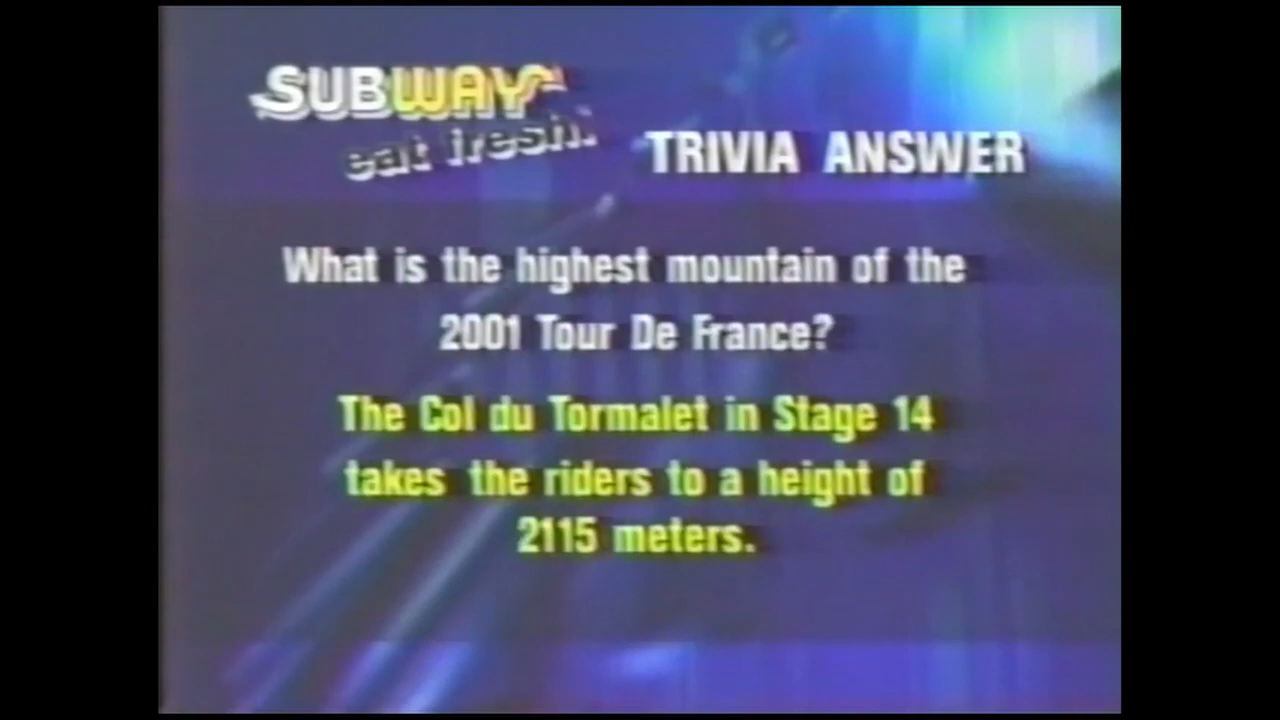 SUBWAY
eat fresh.
TRIVIA ANSWER
What is the highest mountain of the
2001 Tour De France?
The Col du Tormalet in Stage 14
takes the riders to a height of
2115 meters.